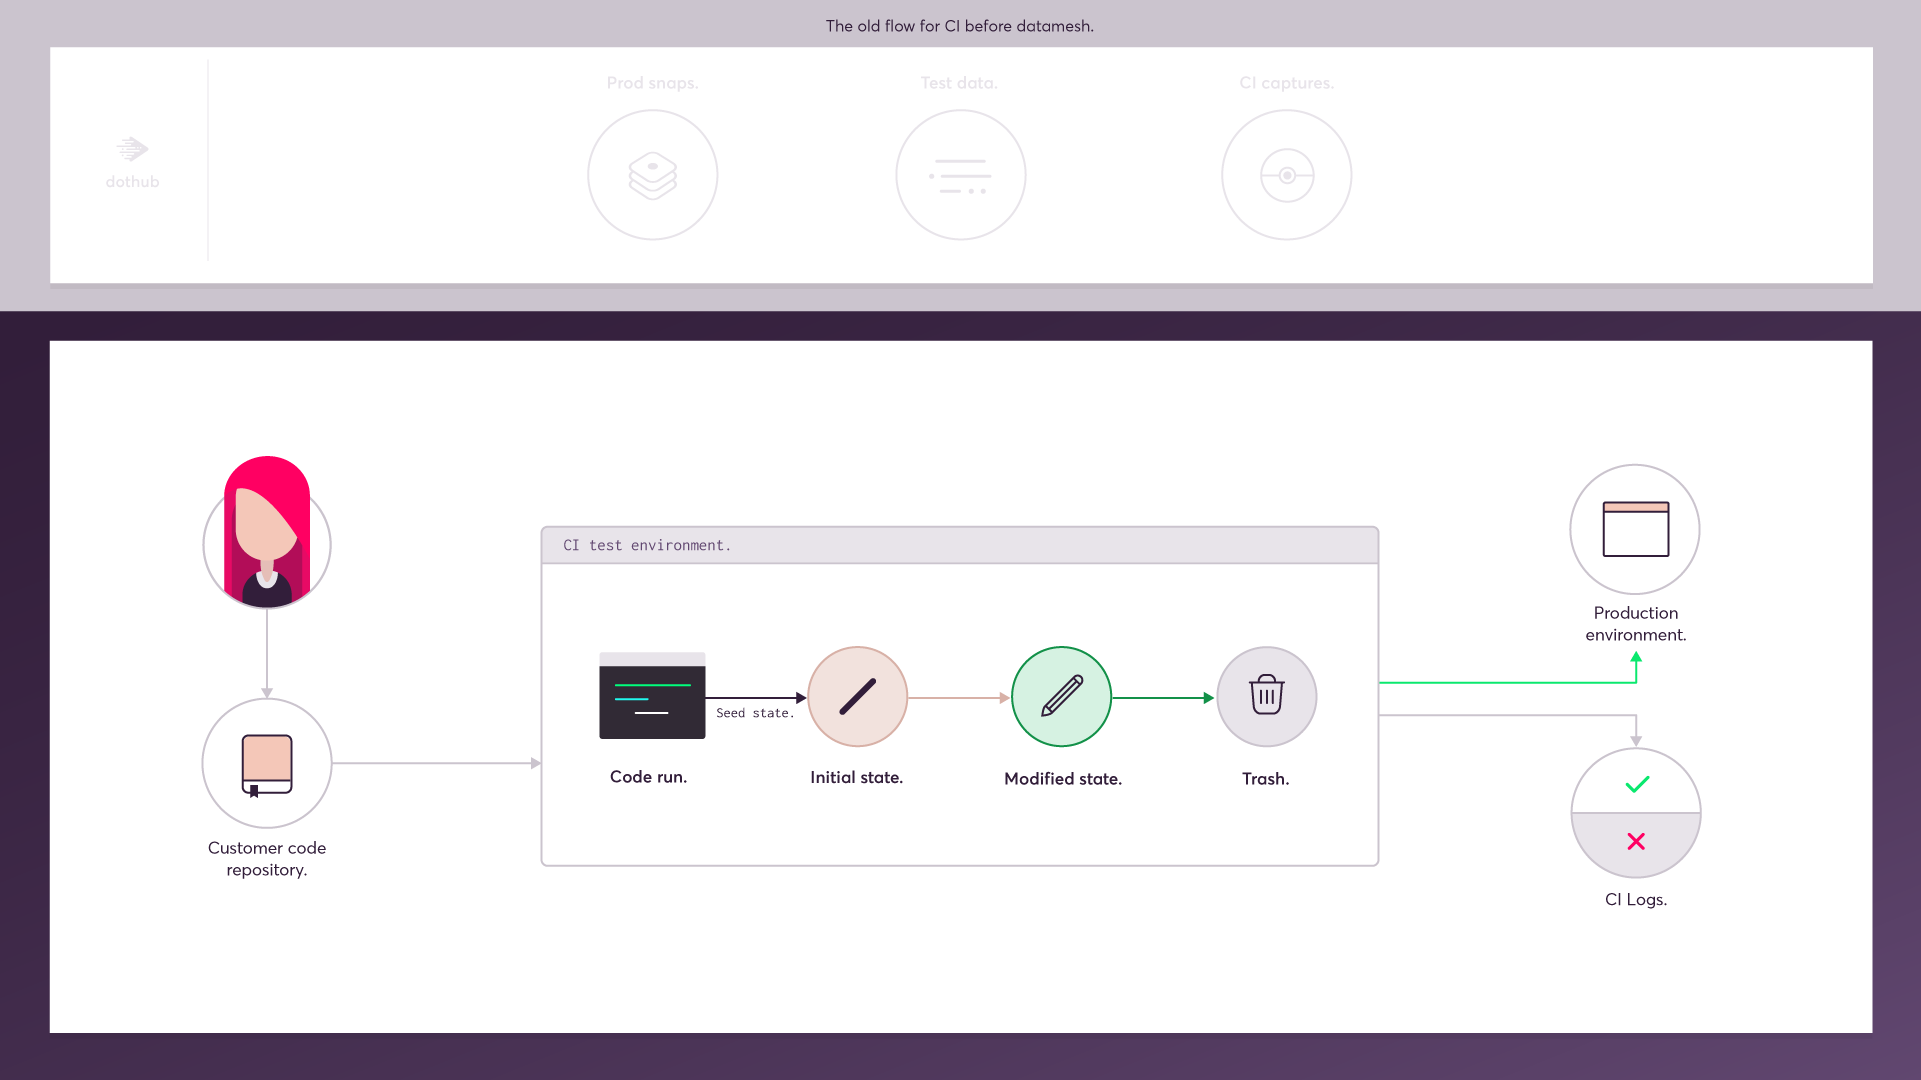 The old flow for CI before datamesh.
Prod snaps.
Test data.
CI captures.
dothub
CI test environment.
Seed state.
Code run.
Initial state.
Modified state.
Trash.
Customer code
repository.
Production
environment.
CI Logs.